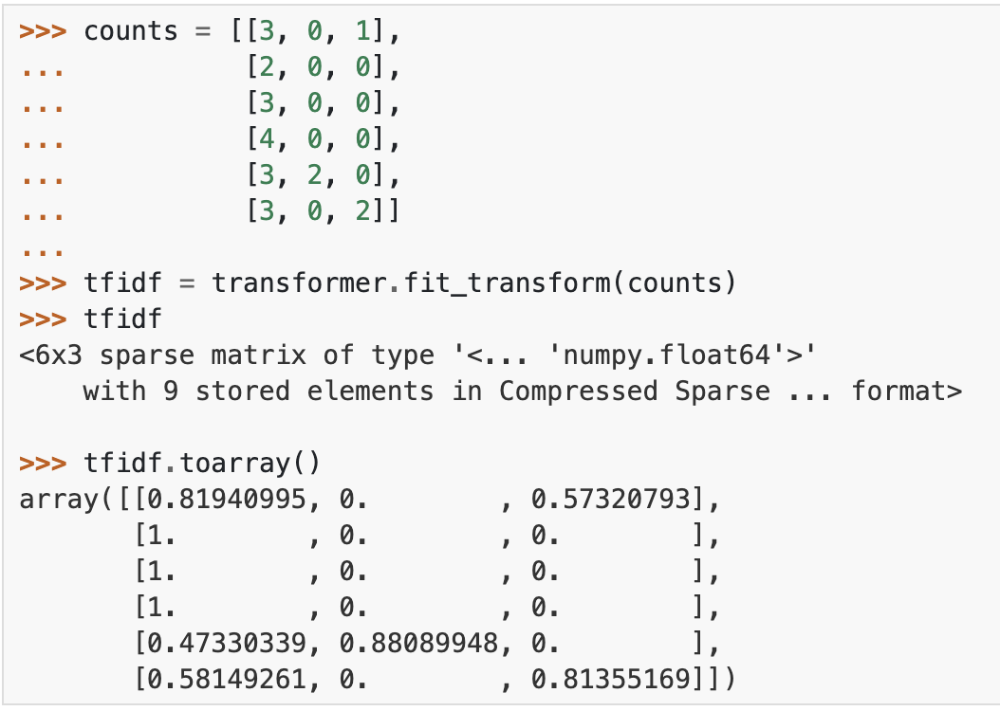 >>> counts = [[3, 0, 1],
...           [2, 0, 0],
...           [3, 0, 0],
...           [4, 0, 0],
...           [3, 2, 0],
...           [3, 0, 2]]
...
>>> tfidf = transformer.fit_transform(counts)
>>> tfidf
<6x3 sparse matrix of type '<... 'numpy.float64'>'
    with 9 stored elements in Compressed Sparse ... format>

>>> tfidf.toarray()
array([[0.81940995, 0.        , 0.57320793],
       [1.        , 0.        , 0.        ],
       [1.        , 0.        , 0.        ],
       [1.        , 0.        , 0.        ],
       [0.47330339, 0.88089948, 0.        ],
       [0.58149261, 0.        , 0.81355169]])